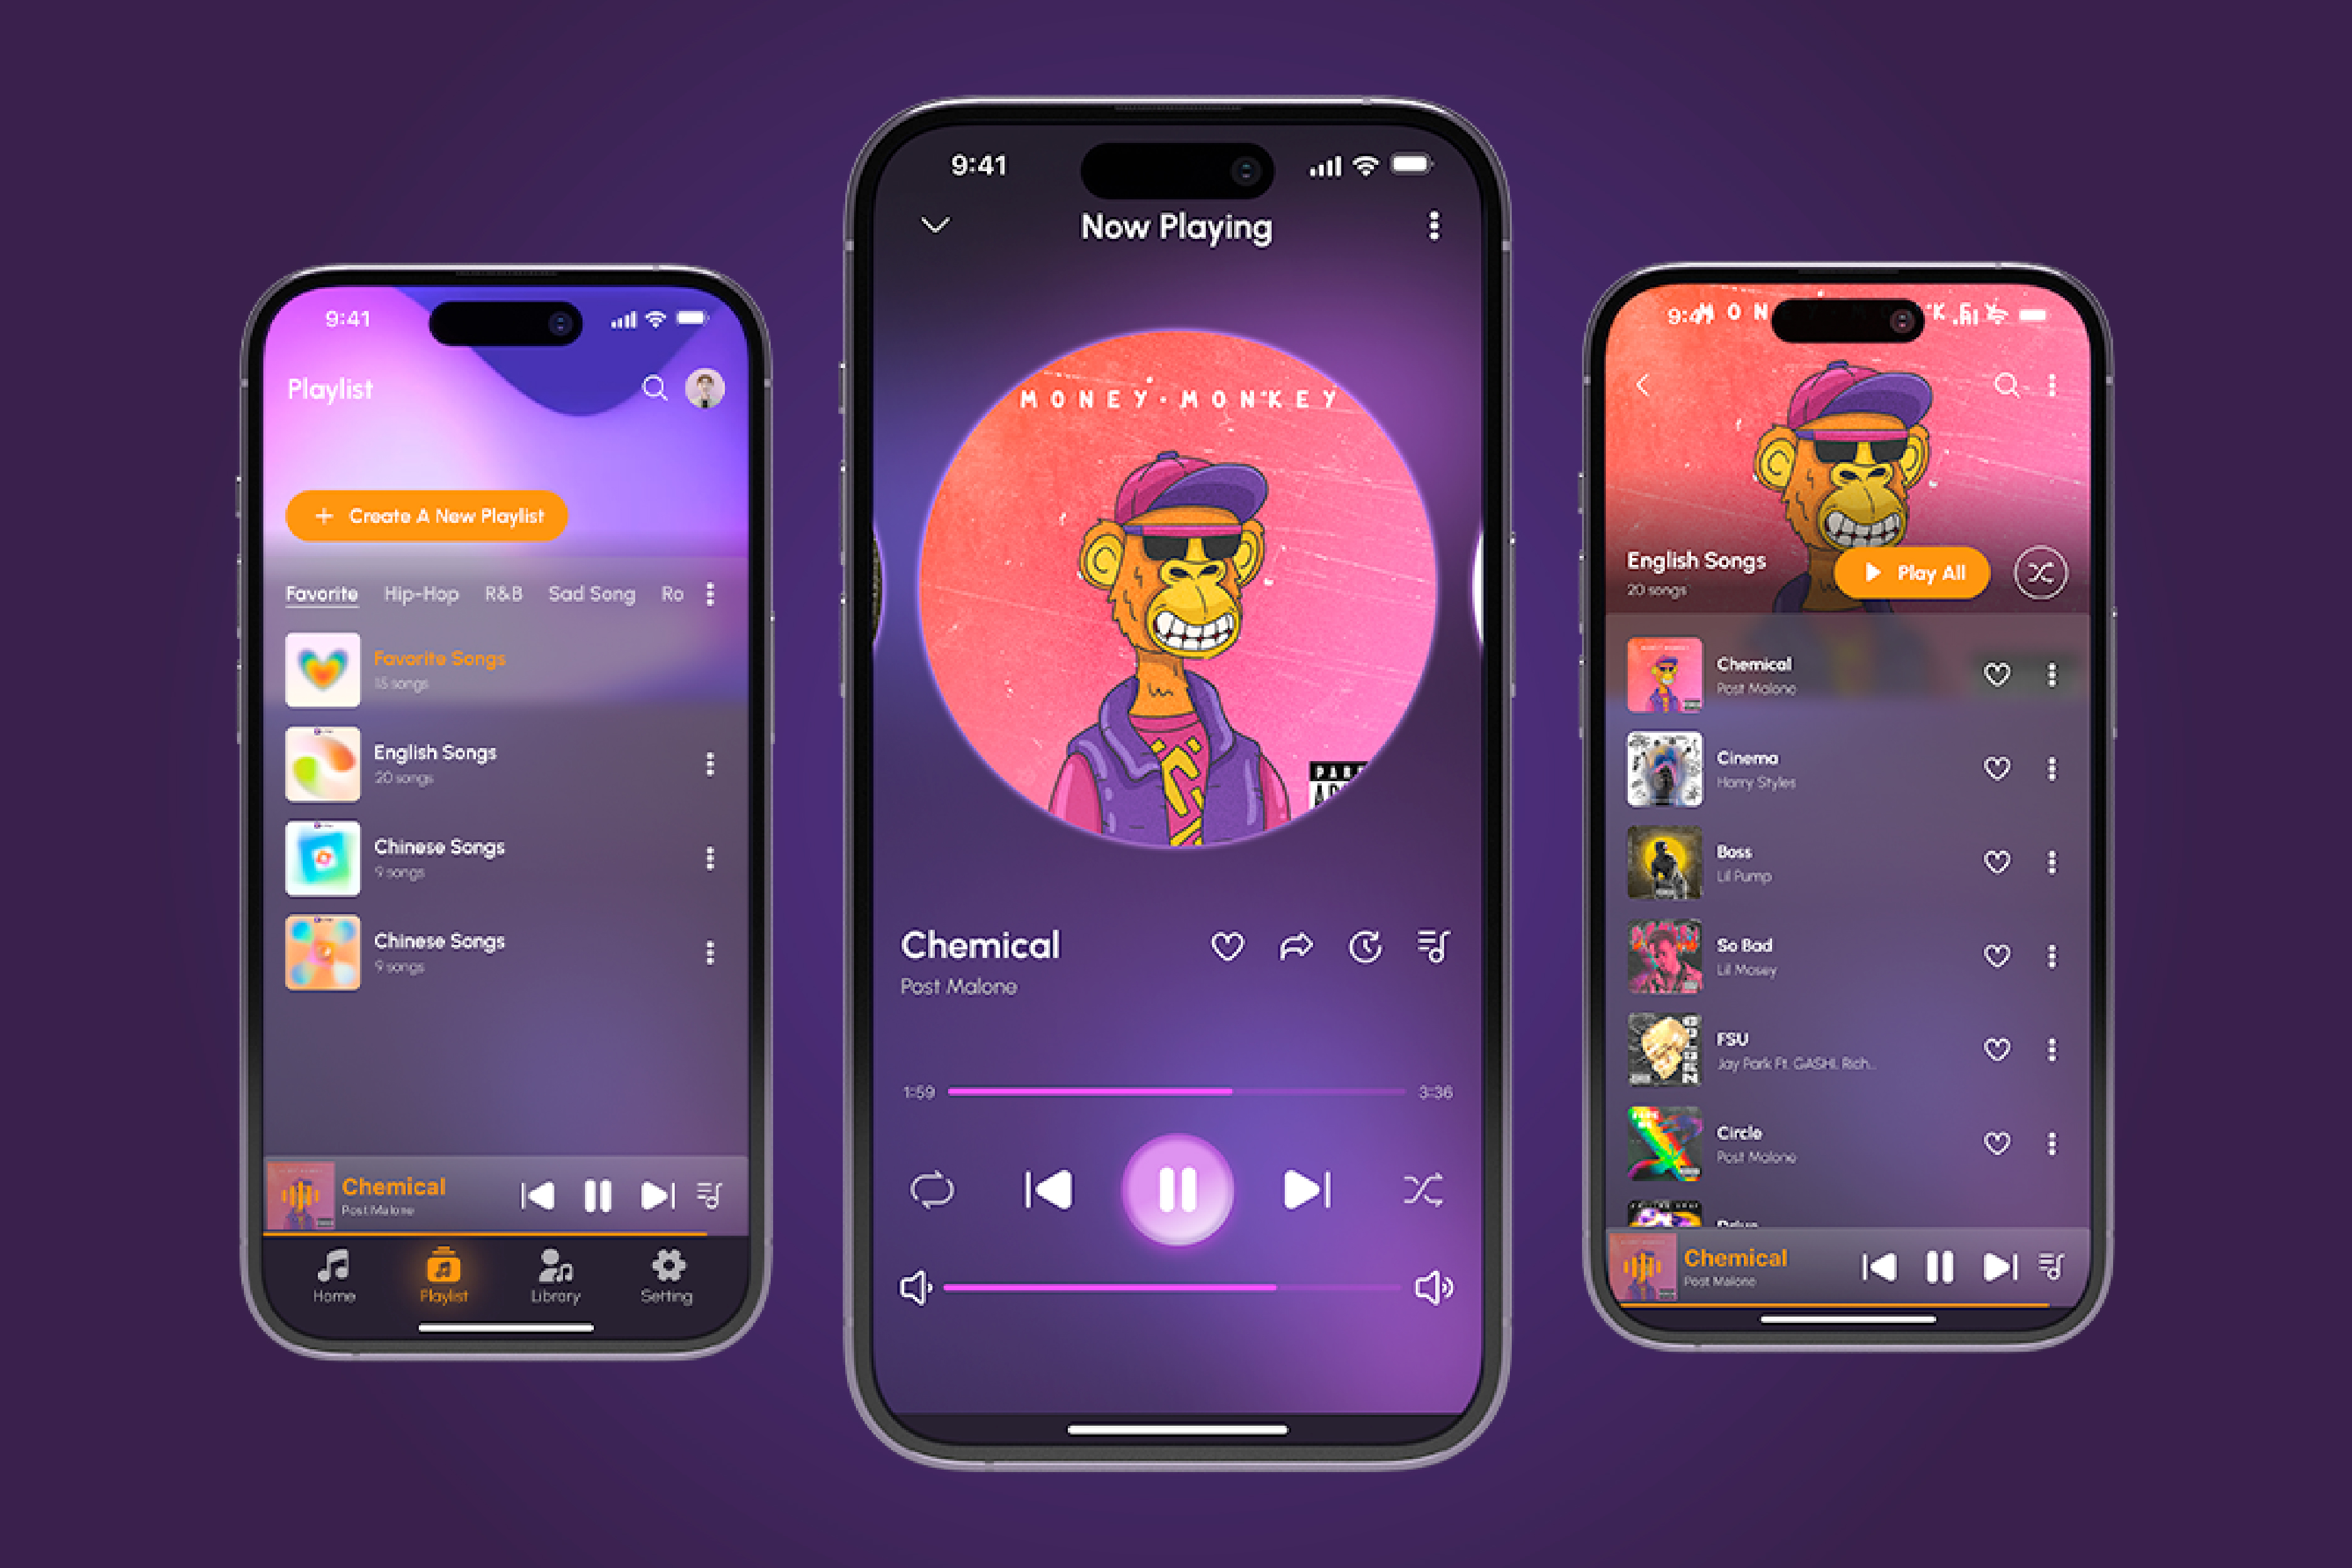 9:41
Playlist
+ Create A New Playlist
Favorite Hip-Hop R&B Sad Song Ro
Favorite Songs
15 songs
English Songs
20 songs
Chinese Songs
9 songs
Chinese Songs
9 songs
Chemical
Post Malone
Home Playlist Library Setting
9:41
Now Playing
MONEY·MONKEY
PAR
AD
Chemical
Post Malone
1:59 3:36
9:41
English Songs
20 songs
Play All
Chemical
Post Malone
Cinema
Harry Styles
Boss
Lil Pump
So Bad
Lil Mosey
FSU
Jay Park Ft. GASHI, Rich...
Circle
Post Malone
Chemical
Post Malone